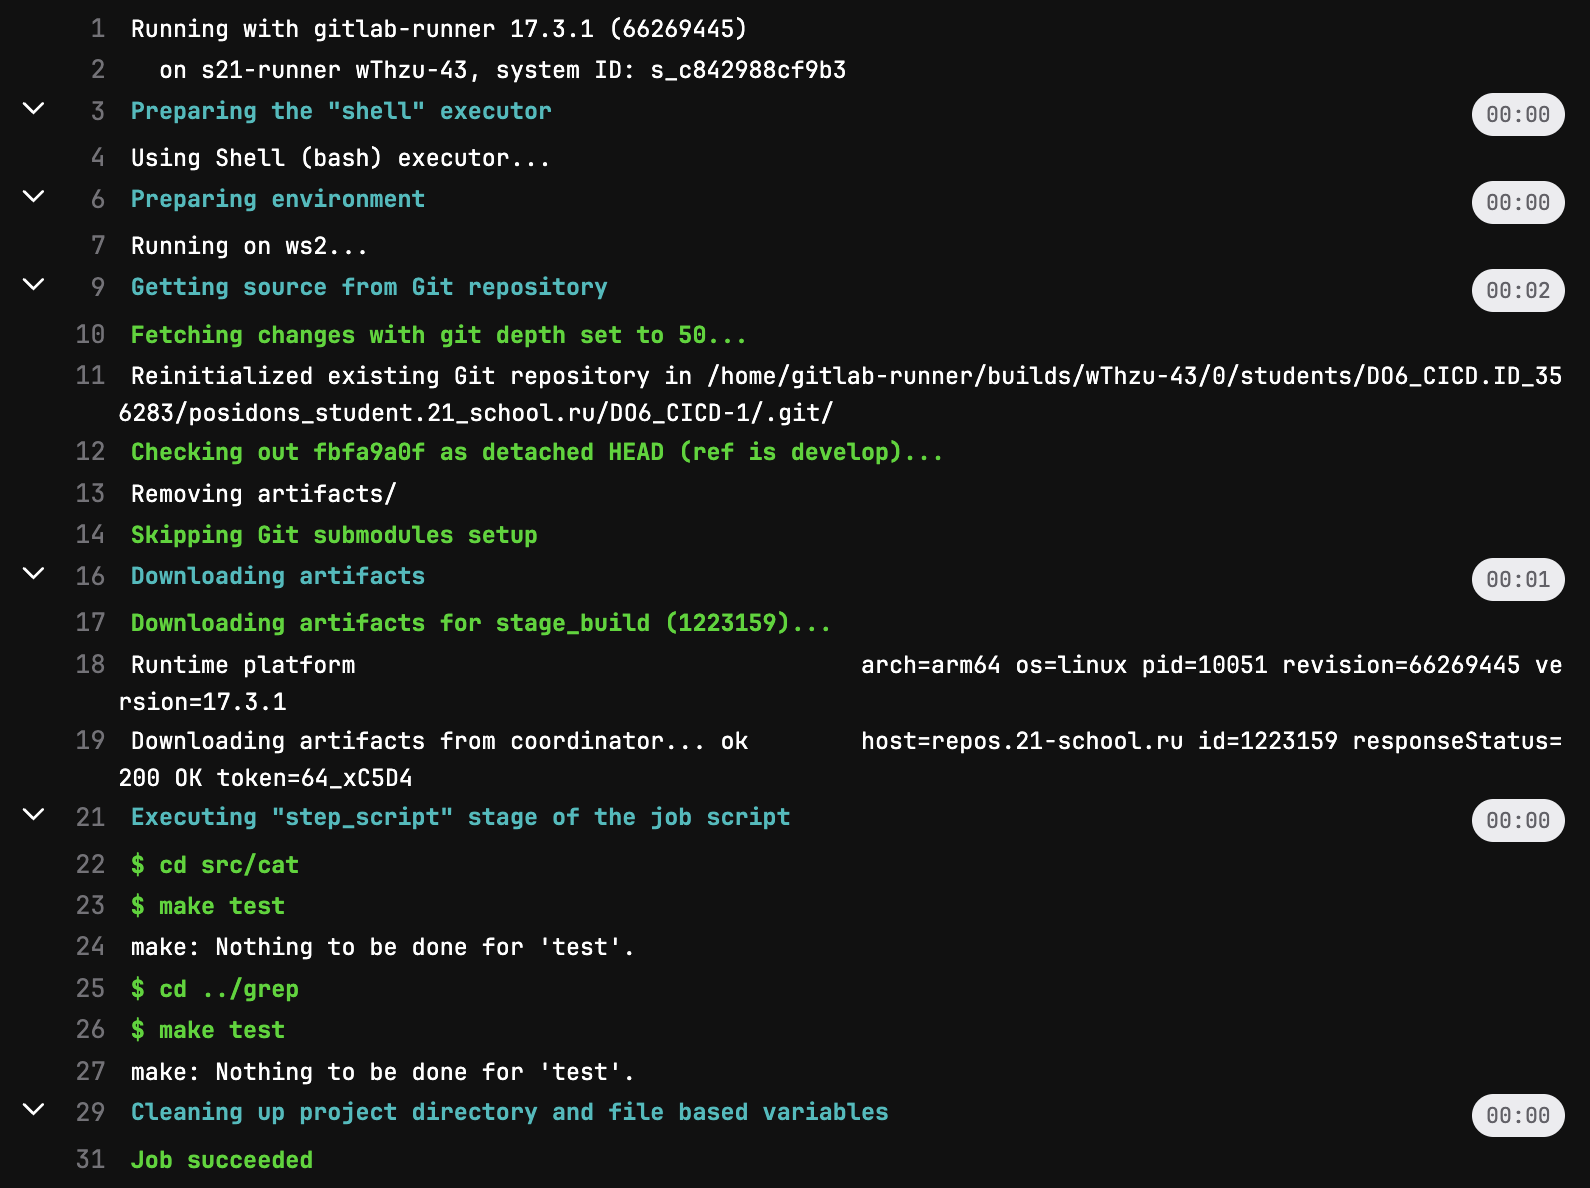 1 Running with gitlab-runner 17.3.1 (66269445)
2 on s21-runner wThzu-43, system ID: s_c842988cf9b3
3 Preparing the "shell" executor 00:00
4 Using Shell (bash) executor...
6 Preparing environment 00:00
7 Running on ws2...
9 Getting source from Git repository 00:02
10 Fetching changes with git depth set to 50...
11 Reinitialized existing Git repository in /home/gitlab-runner/builds/wThzu-43/0/students/DO6_CICD.ID_35
6283/posidons_student.21_school.ru/DO6_CICD-1/.git/
12 Checking out fbfa9a0f as detached HEAD (ref is develop)...
13 Removing artifacts/
14 Skipping Git submodules setup
16 Downloading artifacts 00:01
17 Downloading artifacts for stage_build (1223159)...
18 Runtime platform arch=arm64 os=linux pid=10051 revision=66269445 ve
rsion=17.3.1
19 Downloading artifacts from coordinator... ok host=repos.21-school.ru id=1223159 responseStatus=
200 OK token=64_xC5D4
21 Executing "step_script" stage of the job script 00:00
22 $ cd src/cat
23 $ make test
24 make: Nothing to be done for 'test'.
25 $ cd ../grep
26 $ make test
27 make: Nothing to be done for 'test'.
29 Cleaning up project directory and file based variables 00:00
31 Job succeeded